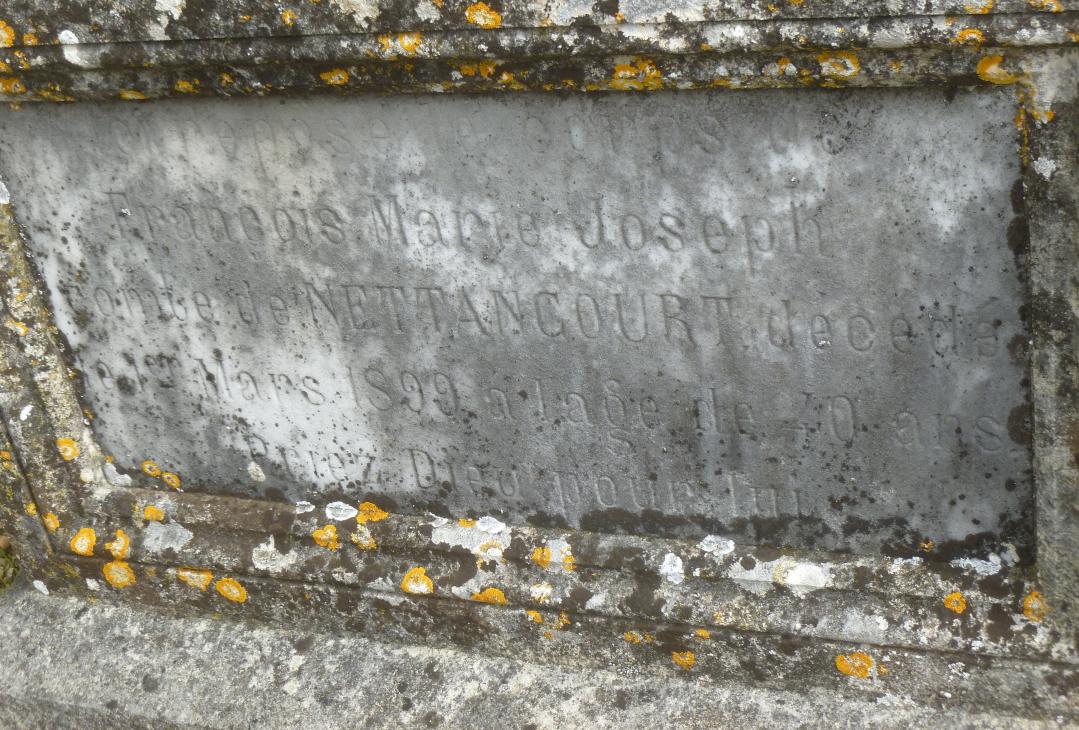 repose le corps de
François Marie Joseph
Comte de NETTANCOURT, décédé
le 1er Mars 1899 à l'âge de 40 ans
Priez Dieu pour lui